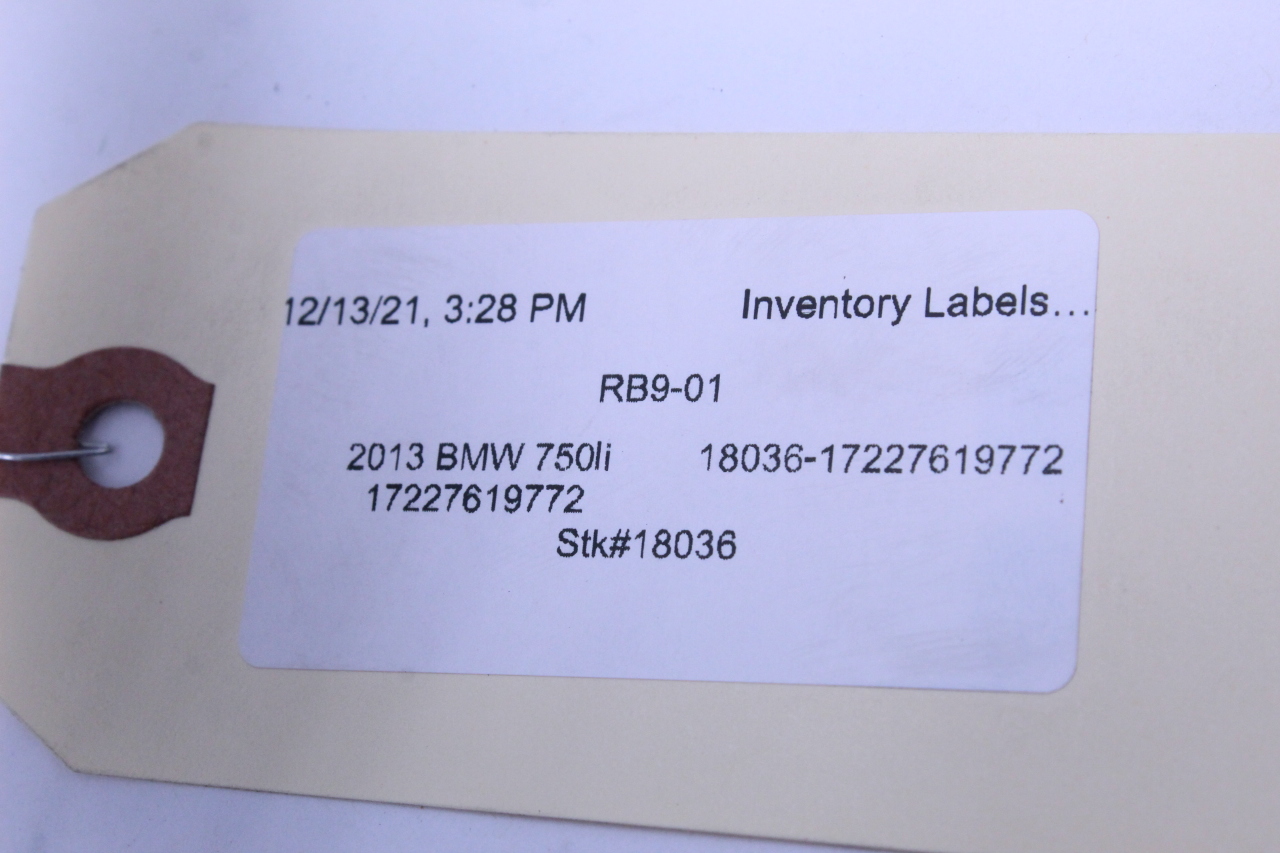 12/13/21, 3:28 PM Inventory Labels...
RB9-01
2013 BMW 750li 18036-17227619772
17227619772
Stk#18036